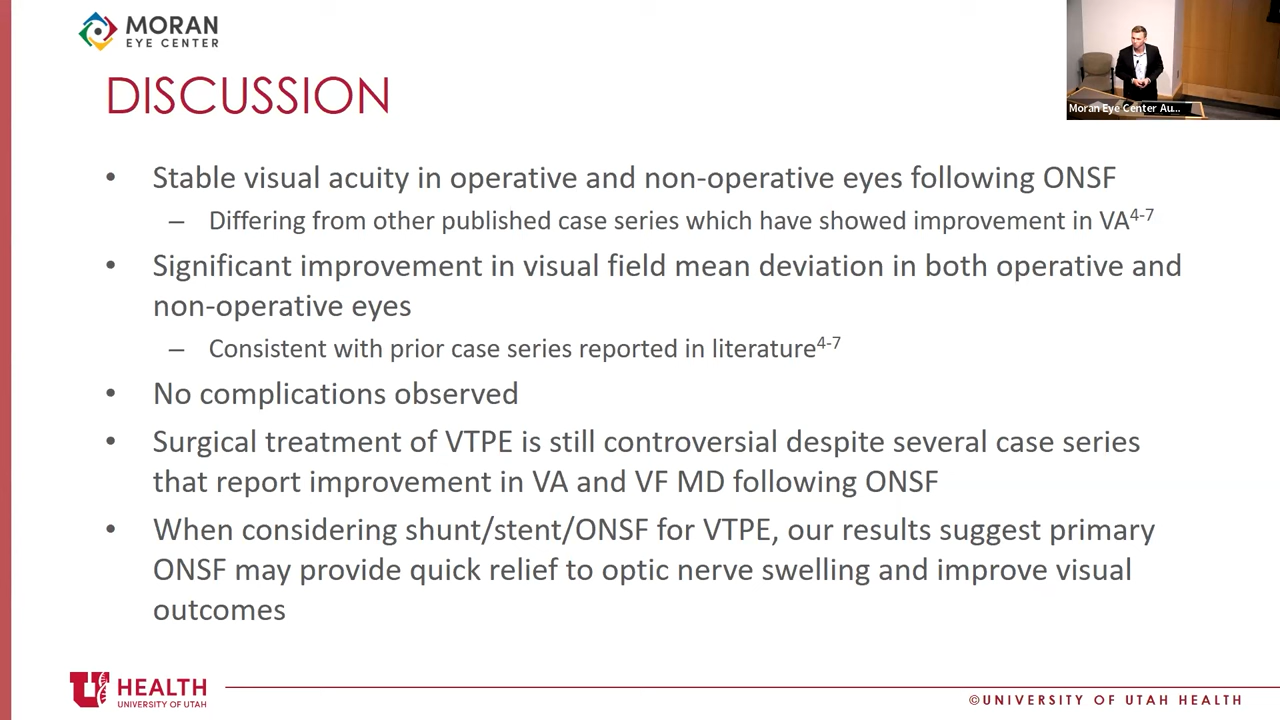 MORAN
EYE CENTER
Moran Eye Center Au...
DISCUSSION
• Stable visual acuity in operative and non-operative eyes following ONSF
– Differing from other published case series which have showed improvement in VA4-7
• Significant improvement in visual field mean deviation in both operative and
non-operative eyes
– Consistent with prior case series reported in literature4-7
• No complications observed
• Surgical treatment of VTPE is still controversial despite several case series
that report improvement in VA and VF MD following ONSF
• When considering shunt/stent/ONSF for VTPE, our results suggest primary
ONSF may provide quick relief to optic nerve swelling and improve visual
outcomes
U HEALTH
UNIVERSITY OF UTAH
©UNIVERSITY OF UTAH HEALTH